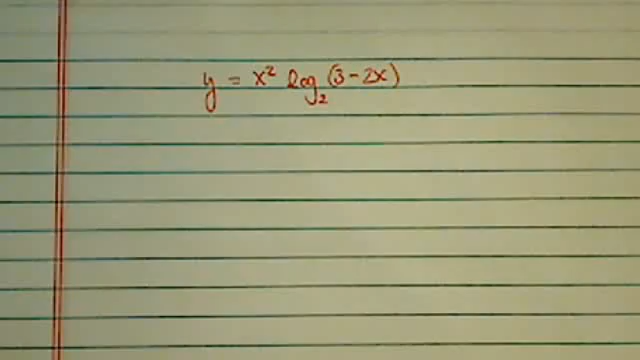 y = x² log₂ (3 - 2x)